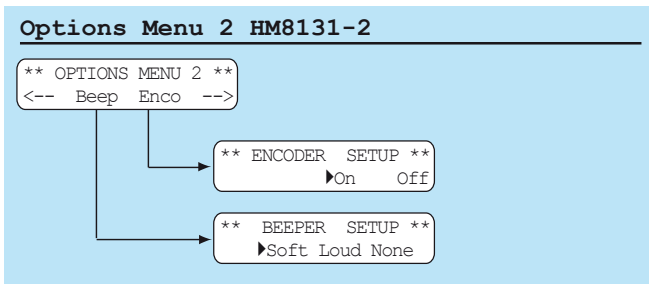 Options Menu 2 HM8131-2
** OPTIONS MENU 2 **
<-- Beep Enco -->
** ENCODER SETUP **
▶On Off
** BEEPER SETUP **
▶Soft Loud None